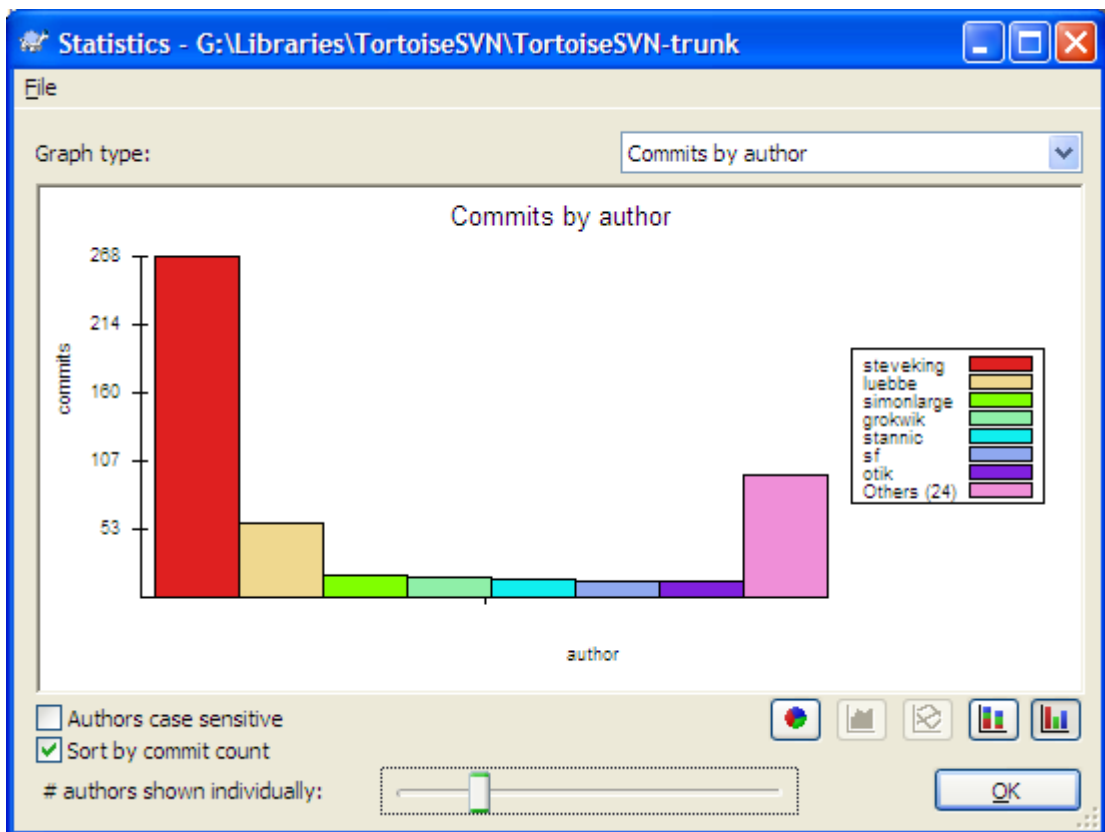 Statistics - G:\Libraries\TortoiseSVN\TortoiseSVN-trunk
File
Graph type:
Commits by author
Commits by author
268
214
160
107
53
commits
author
steveking
luebbe
simonlarge
grokwik
stannic
sf
otik
Others (24)
Authors case sensitive
Sort by commit count
# authors shown individually:
OK